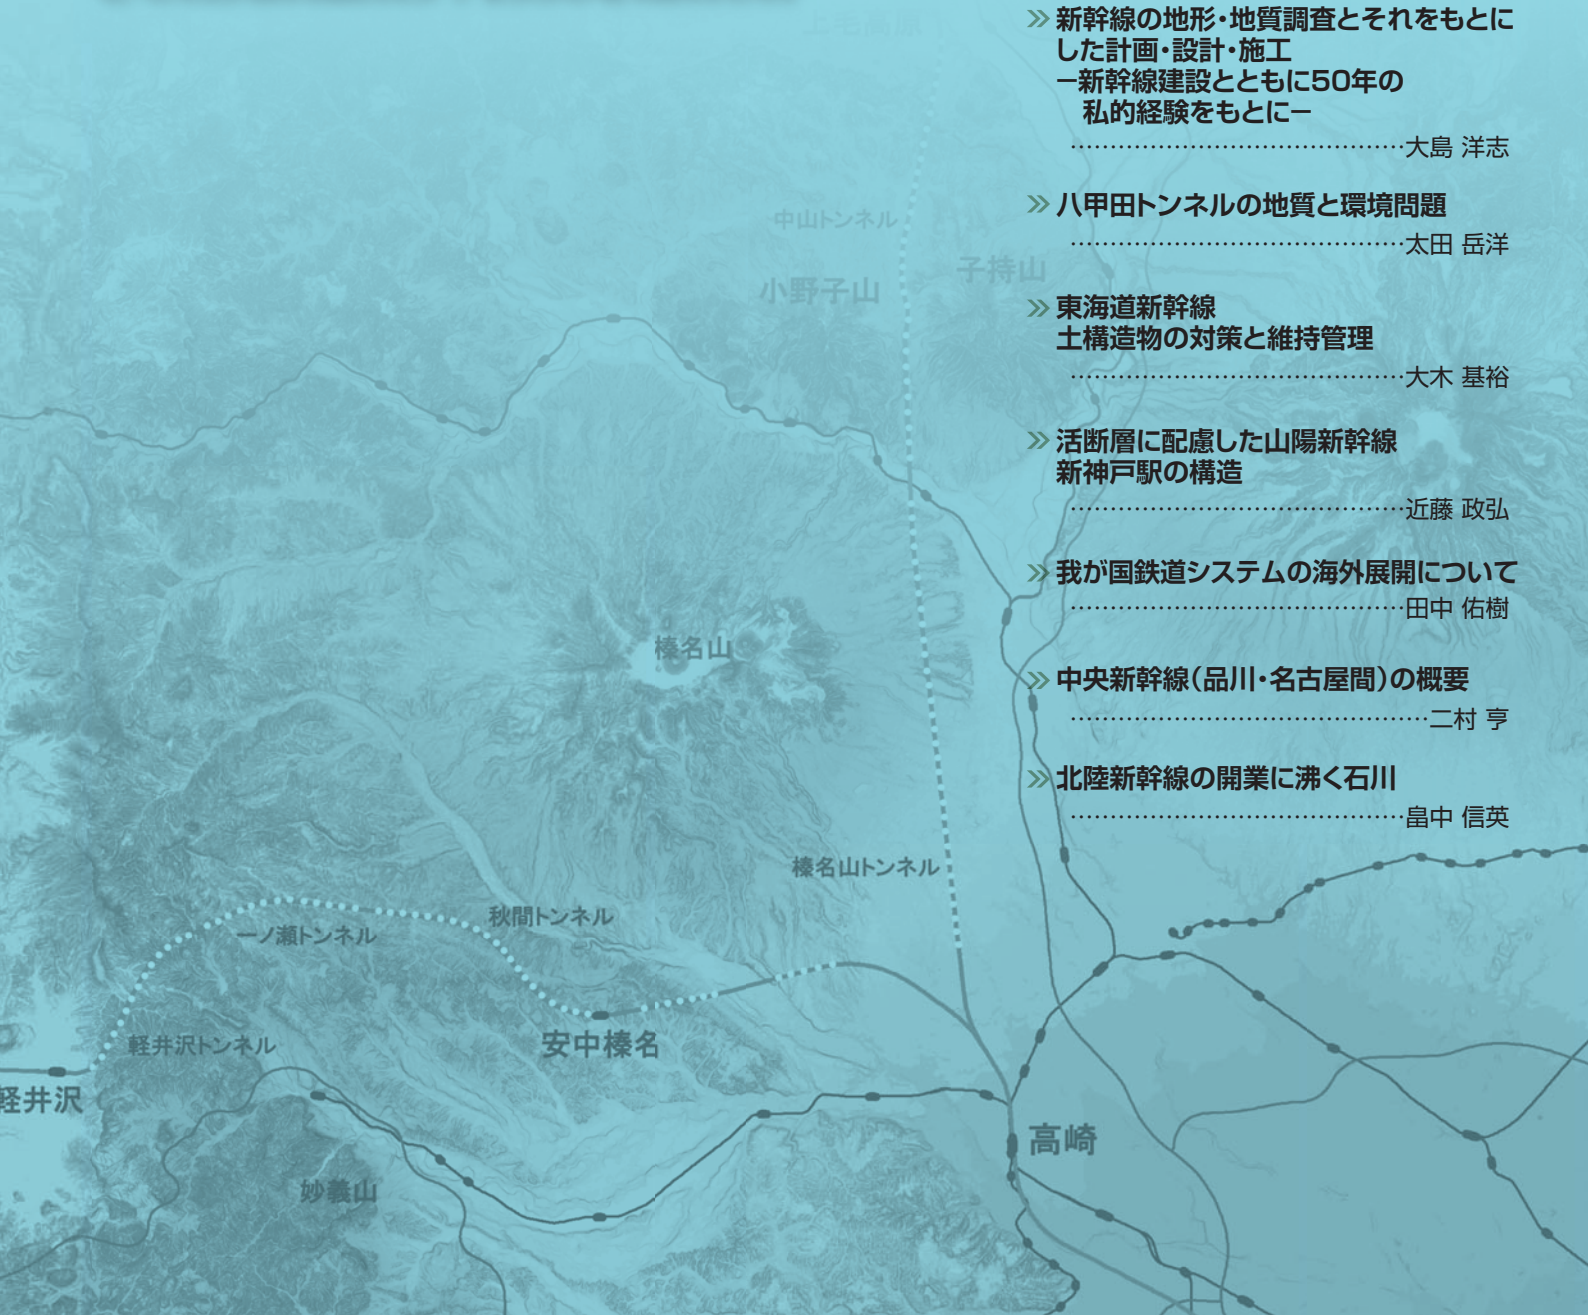 新幹線の地形・地質調査とそれをもとに
した計画・設計・施工
－新幹線建設とともに50年の
私的経験をもとに－
……………………………………大島 洋志
八甲田トンネルの地質と環境問題
……………………………………太田 岳洋
東海道新幹線
土構造物の対策と維持管理
……………………………………大木 基裕
活断層に配慮した山陽新幹線
新神戸駅の構造
……………………………………近藤 政弘
我が国鉄道システムの海外展開について
……………………………………田中 佑樹
中央新幹線（品川・名古屋間）の概要
………………………………………二村 亨
北陸新幹線の開業に沸く石川
……………………………………畠中 信英
上毛高原
中山トンネル
子持山
小野子山
榛名山
榛名山トンネル
秋間トンネル
一ノ瀬トンネル
安中榛名
軽井沢トンネル
軽井沢
高崎
妙義山